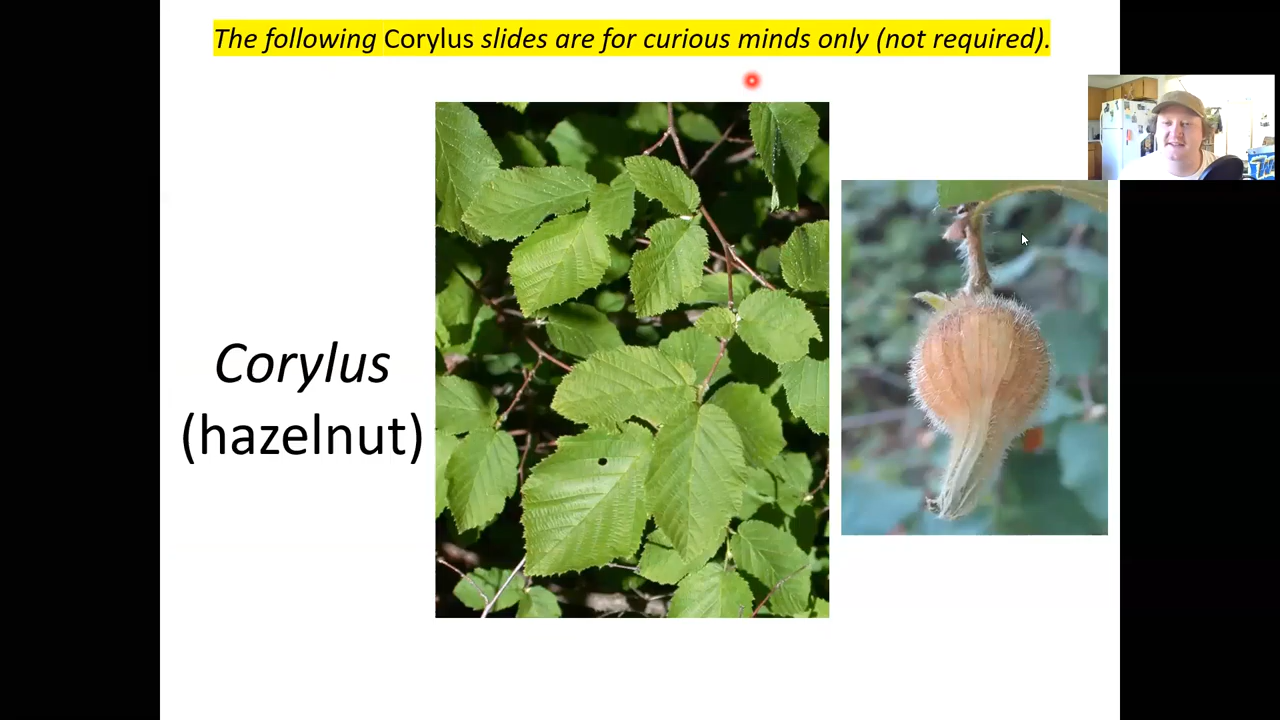 The following Corylus slides are for curious minds only (not required).
Corylus
(hazelnut)